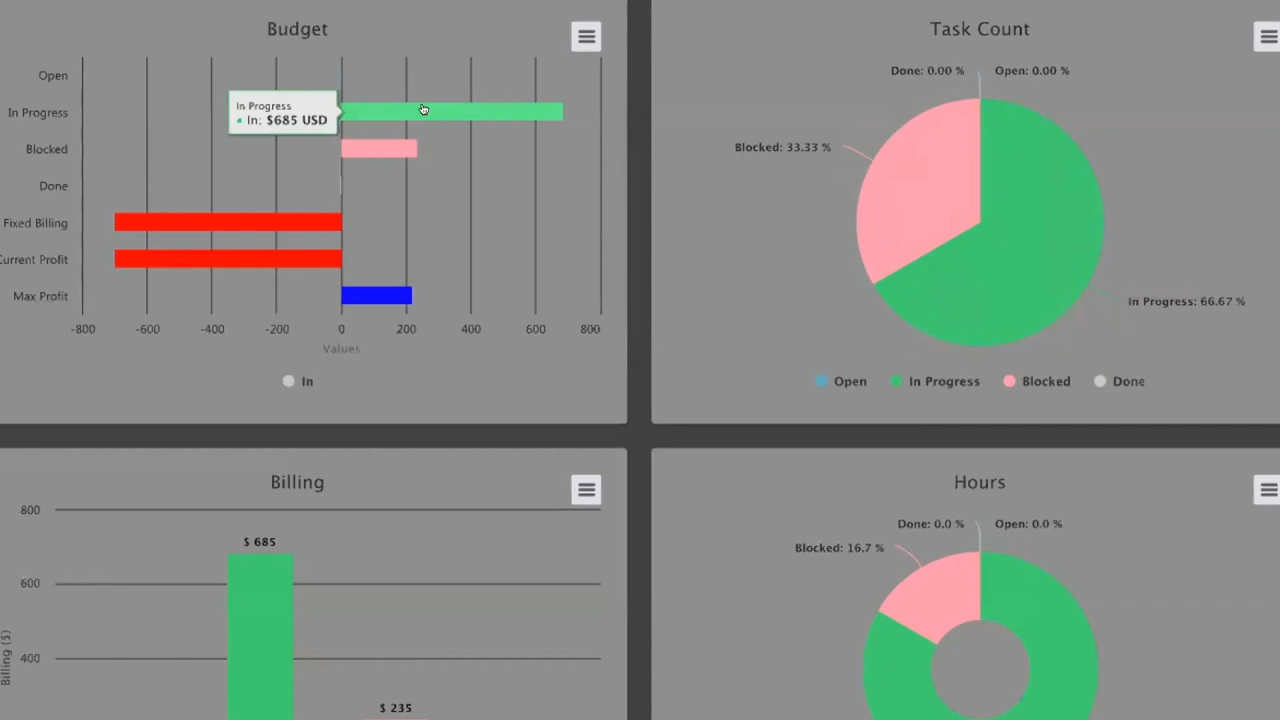 Budget
Open
In Progress
Blocked
Done
Fixed Billing
Current Profit
Max Profit
In Progress
In: $685 USD
-800 -600 -400 -200 0 200 400 600 800
Values
In
Task Count
Done: 0.00 % Open: 0.00 %
Blocked: 33.33 %
In Progress: 66.67 %
Open In Progress Blocked Done
Billing
800
600
400
Billing ($)
$ 685
$ 235
Hours
Done: 0.0 % Open: 0.0 %
Blocked: 16.7 %